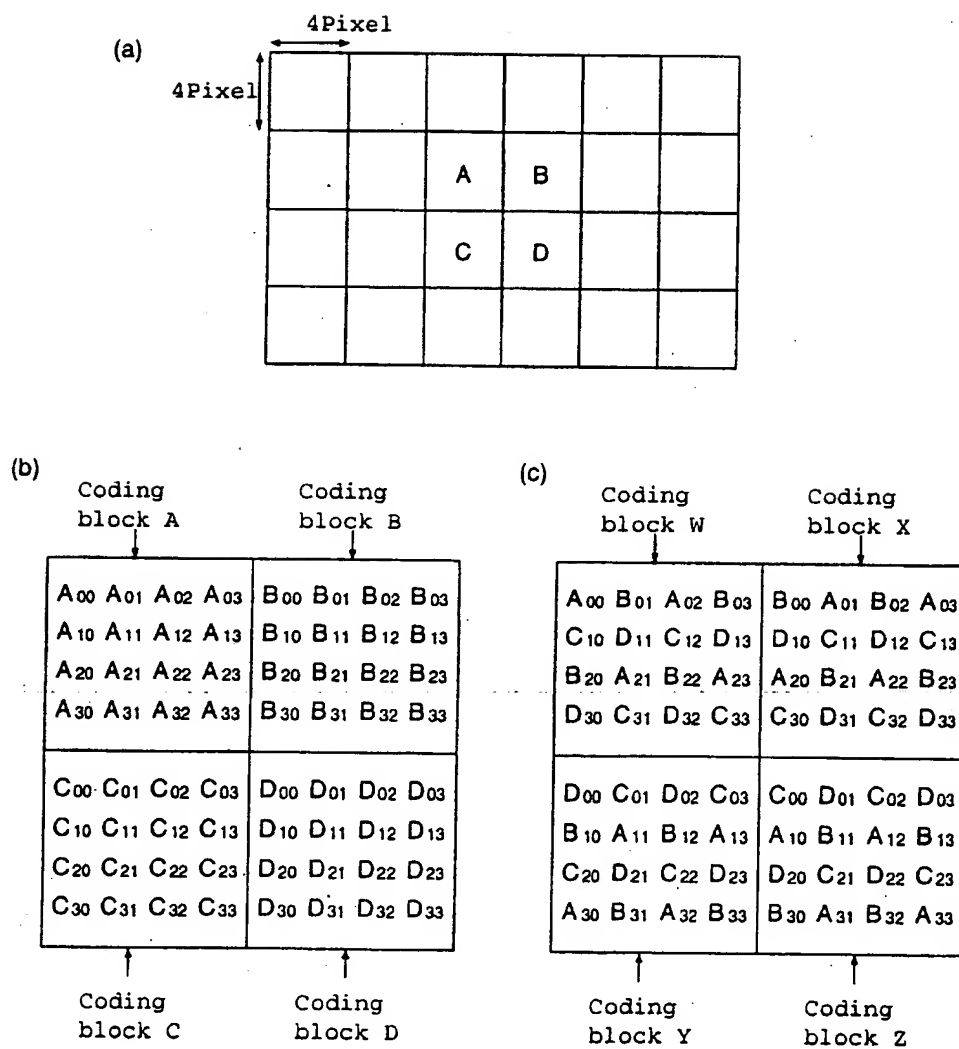 (a)
4Pixel
4Pixel
A B
C D
(b)
Coding block A
Coding block B
A00 A01 A02 A03
A10 A11 A12 A13
A20 A21 A22 A23
A30 A31 A32 A33
B00 B01 B02 B03
B10 B11 B12 B13
B20 B21 B22 B23
B30 B31 B32 B33
C00 C01 C02 C03
C10 C11 C12 C13
C20 C21 C22 C23
C30 C31 C32 C33
D00 D01 D02 D03
D10 D11 D12 D13
D20 D21 D22 D23
D30 D31 D32 D33
Coding block C
Coding block D
(c)
Coding block W
Coding block X
A00 B01 A02 B03
C10 D11 C12 D13
B20 A21 B22 A23
D30 C31 D32 C33
B00 A01 B02 A03
D10 C11 D12 C13
A20 B21 A22 B23
C30 D31 C32 D33
D00 C01 D02 C03
B10 A11 B12 A13
C20 D21 C22 D23
A30 B31 A32 B33
C00 D01 C02 D03
A10 B11 A12 B13
D20 C21 D22 C23
B30 A31 B32 A33
Coding block Y
Coding block Z